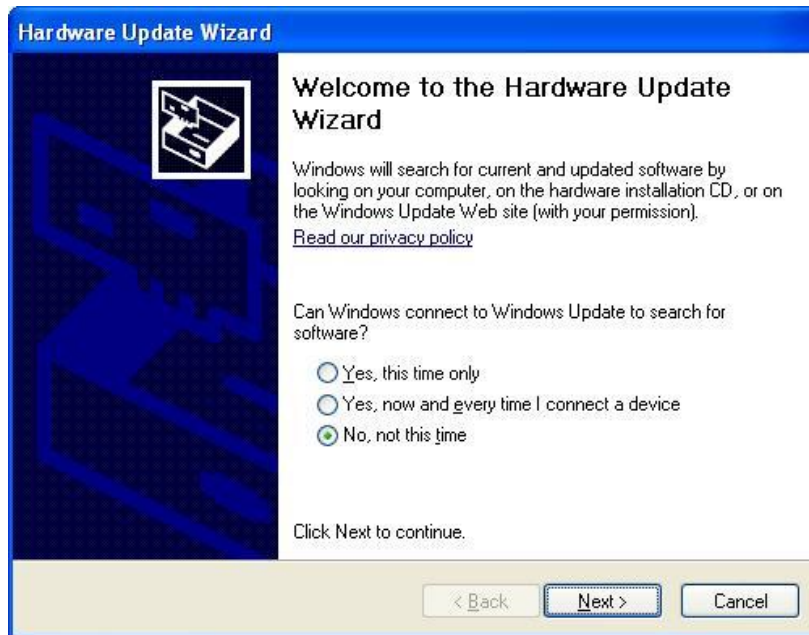 Hardware Update Wizard
Welcome to the Hardware Update
Wizard
Windows will search for current and updated software by
looking on your computer, on the hardware installation CD, or on
the Windows Update Web site (with your permission).
Read our privacy policy
Can Windows connect to Windows Update to search for
software?
Yes, this time only
Yes, now and every time I connect a device
No, not this time
Click Next to continue.
< Back
Next >
Cancel